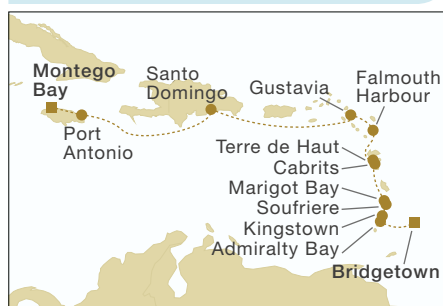 Montego
Bay
Port
Antonio
Santo
Domingo
Gustavia
Falmouth
Harbour
Terre de Haut
Cabrits
Marigot Bay
Soufriere
Kingstown
Admiralty Bay
Bridgetown